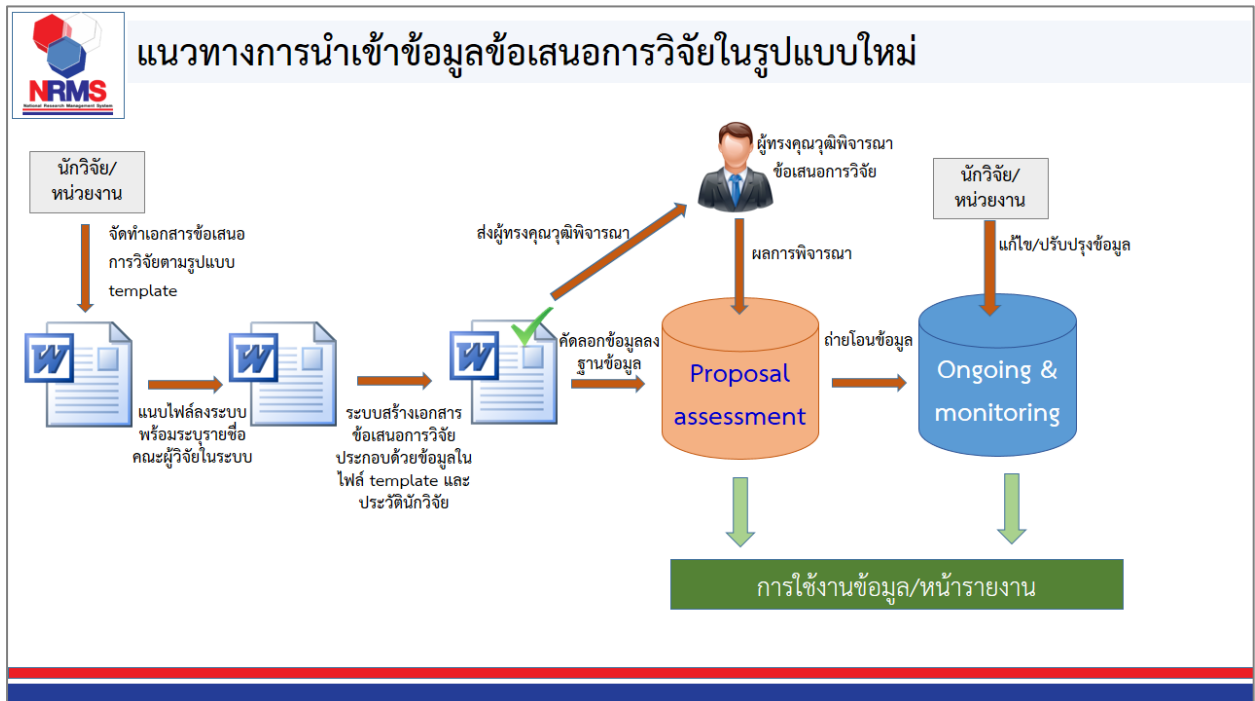 แนวทางการนำเข้าข้อมูลข้อเสนอการวิจัยในรูปแบบใหม่
NRMS
National Research Management System
นักวิจัย/
หน่วยงาน
จัดทำเอกสารข้อเสนอ
การวิจัยตามรูปแบบ
template
W
แนบไฟล์ลงระบบ
พร้อมระบุรายชื่อ
คณะผู้วิจัยในระบบ
W
ระบบสร้างเอกสาร
ข้อเสนอการวิจัย
ประกอบด้วยข้อมูลใน
ไฟล์ template และ
ประวัตินักวิจัย
W
ส่งผู้ทรงคุณวุฒิพิจารณา
ผู้ทรงคุณวุฒิพิจารณา
ข้อเสนอการวิจัย
ผลการพิจารณา
คัดลอกข้อมูลลง
ฐานข้อมูล
Proposal
assessment
ถ่ายโอนข้อมูล
นักวิจัย/
หน่วยงาน
แก้ไข/ปรับปรุงข้อมูล
Ongoing &
monitoring
การใช้งานข้อมูล/หน้ารายงาน